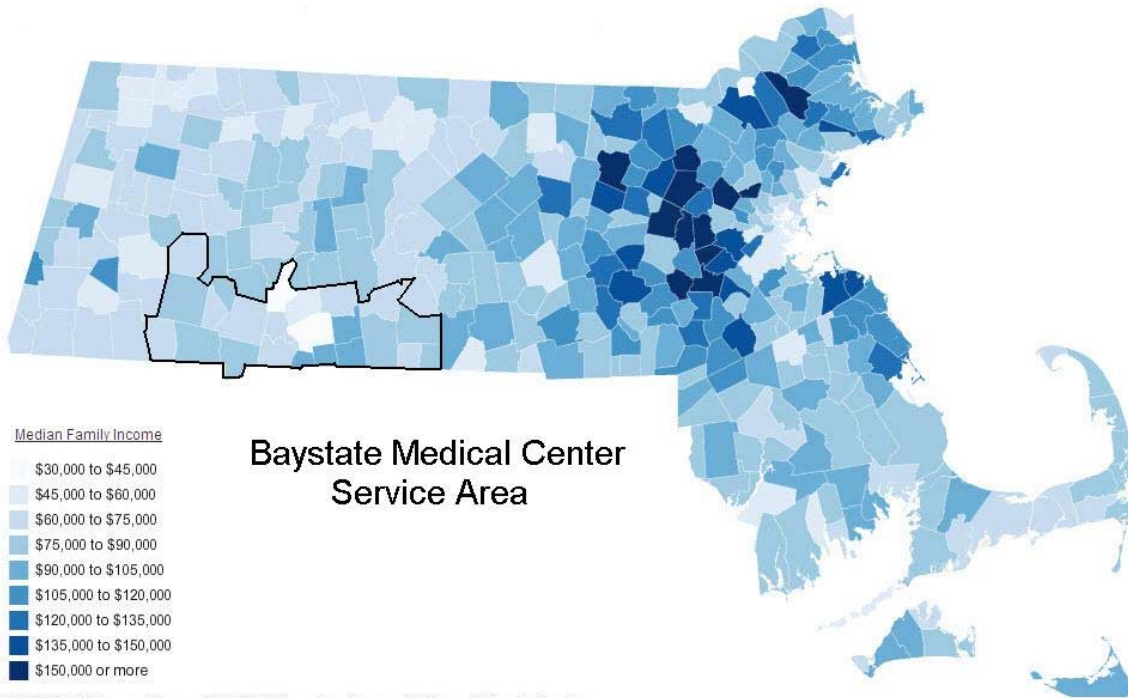 Median Family Income
$30,000 to $45,000
$45,000 to $60,000
$60,000 to $75,000
$75,000 to $90,000
$90,000 to $105,000
$105,000 to $120,000
$120,000 to $135,000
$135,000 to $150,000
$150,000 or more
Baystate Medical Center
Service Area